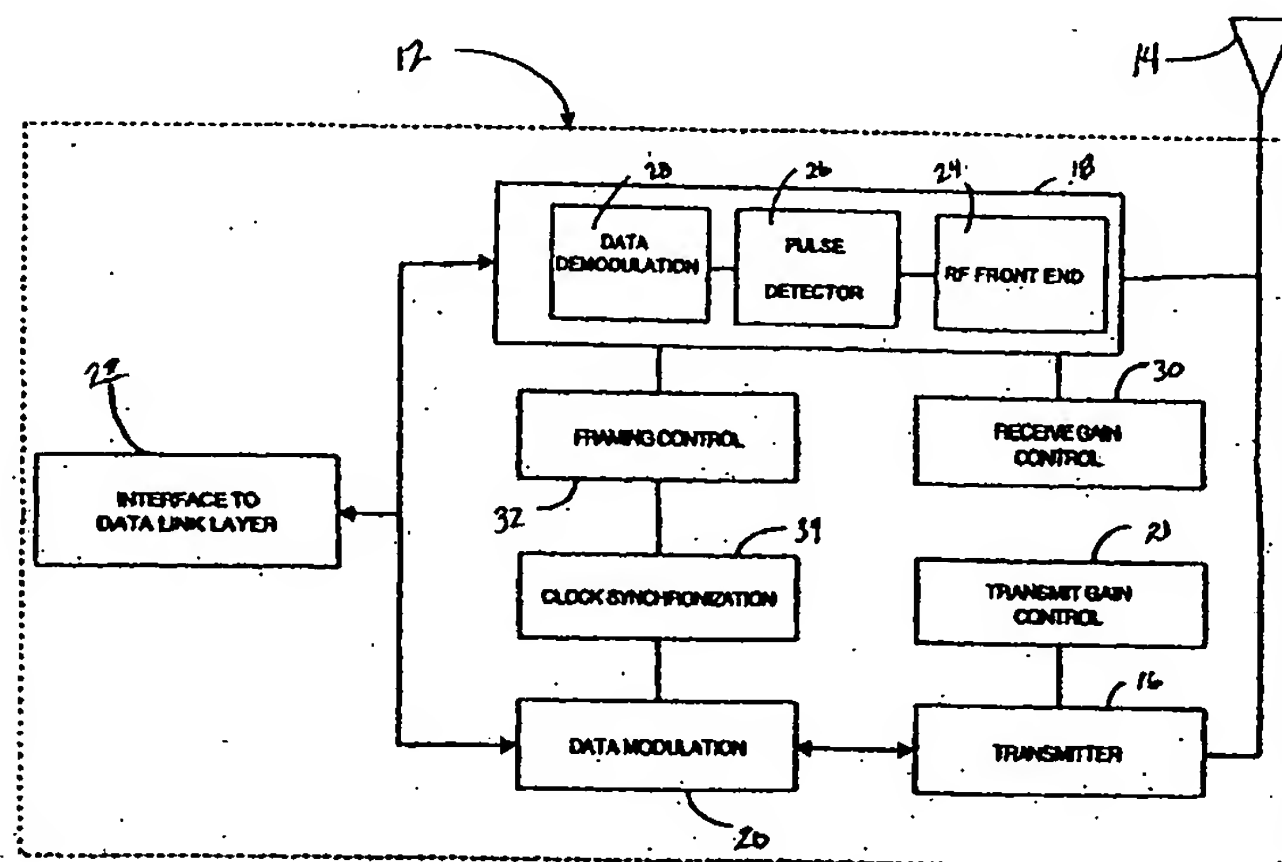 12
14
28
26
24
18
DATA
DEMODULATION
PULSE
DETECTOR
RF FRONT END
30
FRAMING CONTROL
RECEIVE GAIN
CONTROL
INTERFACE TO
DATA LINK LAYER
32
34
CLOCK SYNCHRONIZATION
TRANSMIT GAIN
CONTROL
16
DATA MODULATION
TRANSMITTER
20